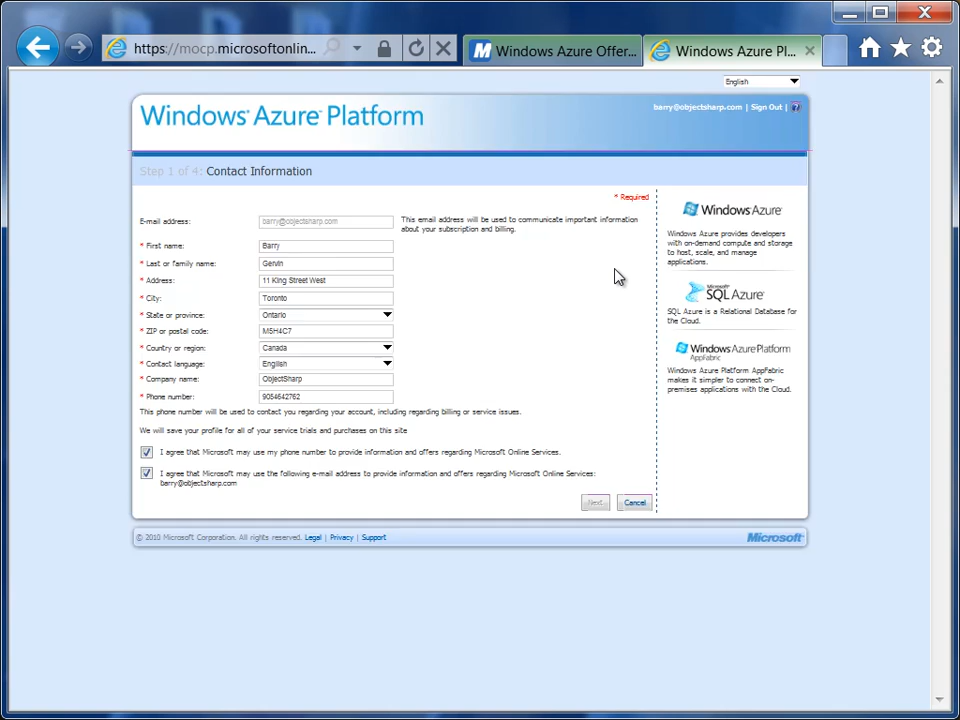 https://mocp.microsoftonlin...
Windows Azure Offer...
Windows Azure Pl...
English
Windows® Azure™ Platform
barry@objectsharp.com | Sign Out | ?
Step 1 of 4: Contact Information
* Required
E-mail address: barry@objectsharp.com
This email address will be used to communicate important information
about your subscription and billing.
* First name: Barry
* Last or family name: Gervin
* Address: 11 King Street West
* City: Toronto
* State or province: Ontario
* ZIP or postal code: M5H4C7
* Country or region: Canada
* Contact language: English
* Company name: ObjectSharp
* Phone number: 9054642762
This phone number will be used to contact you regarding your account, including regarding billing or service issues.
We will save your profile for all of your service trials and purchases on this site
I agree that Microsoft may use my phone number to provide information and offers regarding Microsoft Online Services.
I agree that Microsoft may use the following e-mail address to provide information and offers regarding Microsoft Online Services:
barry@objectsharp.com
Next
Cancel
Windows Azure
Windows Azure provides developers
with on-demand compute and storage
to host, scale, and manage
applications.
Microsoft
SQL Azure
SQL Azure is a Relational Database for
the Cloud.
Windows Azure Platform
AppFabric
Windows Azure Platform AppFabric
makes it simpler to connect on-
premises applications with the Cloud.
© 2010 Microsoft Corporation. All rights reserved. Legal | Privacy | Support
Microsoft